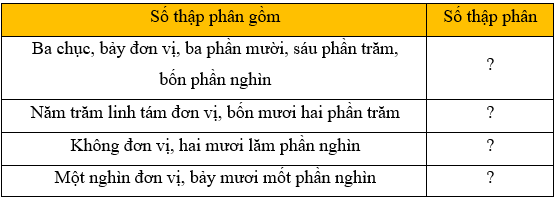 Số thập phân gồm
Số thập phân
Ba chục, bảy đơn vị, ba phần mười, sáu phần trăm,
bốn phần nghìn
?
Năm trăm linh tám đơn vị, bốn mươi hai phần trăm
?
Không đơn vị, hai mươi lăm phần nghìn
?
Một nghìn đơn vị, bảy mươi mốt phần nghìn
?